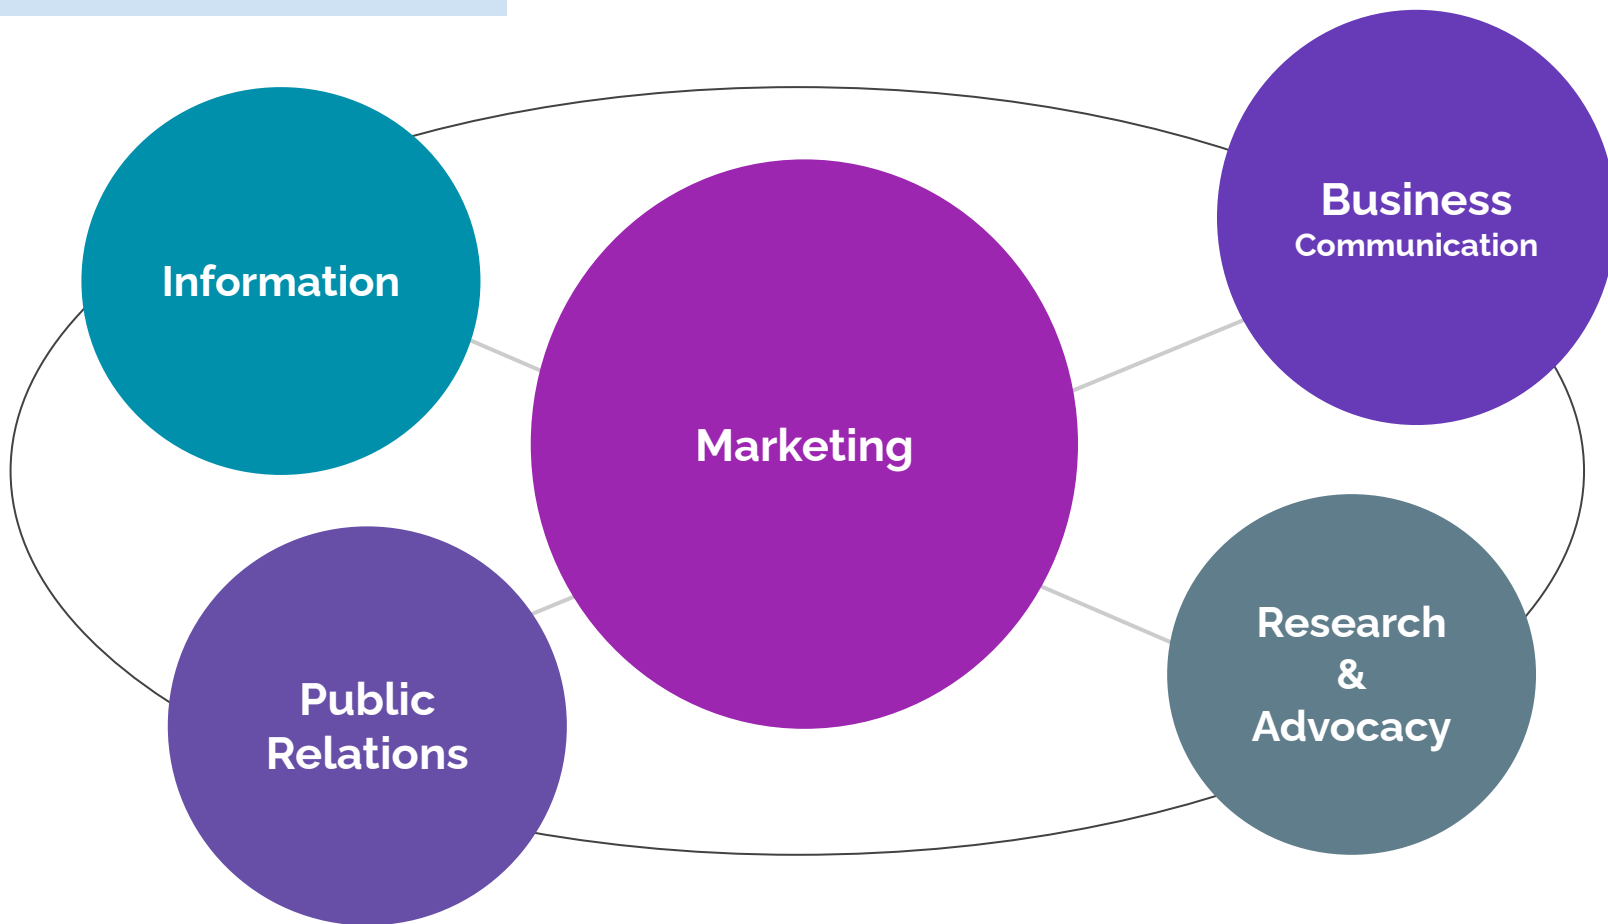 Information
Business
Communication
Marketing
Public
Relations
Research
&
Advocacy